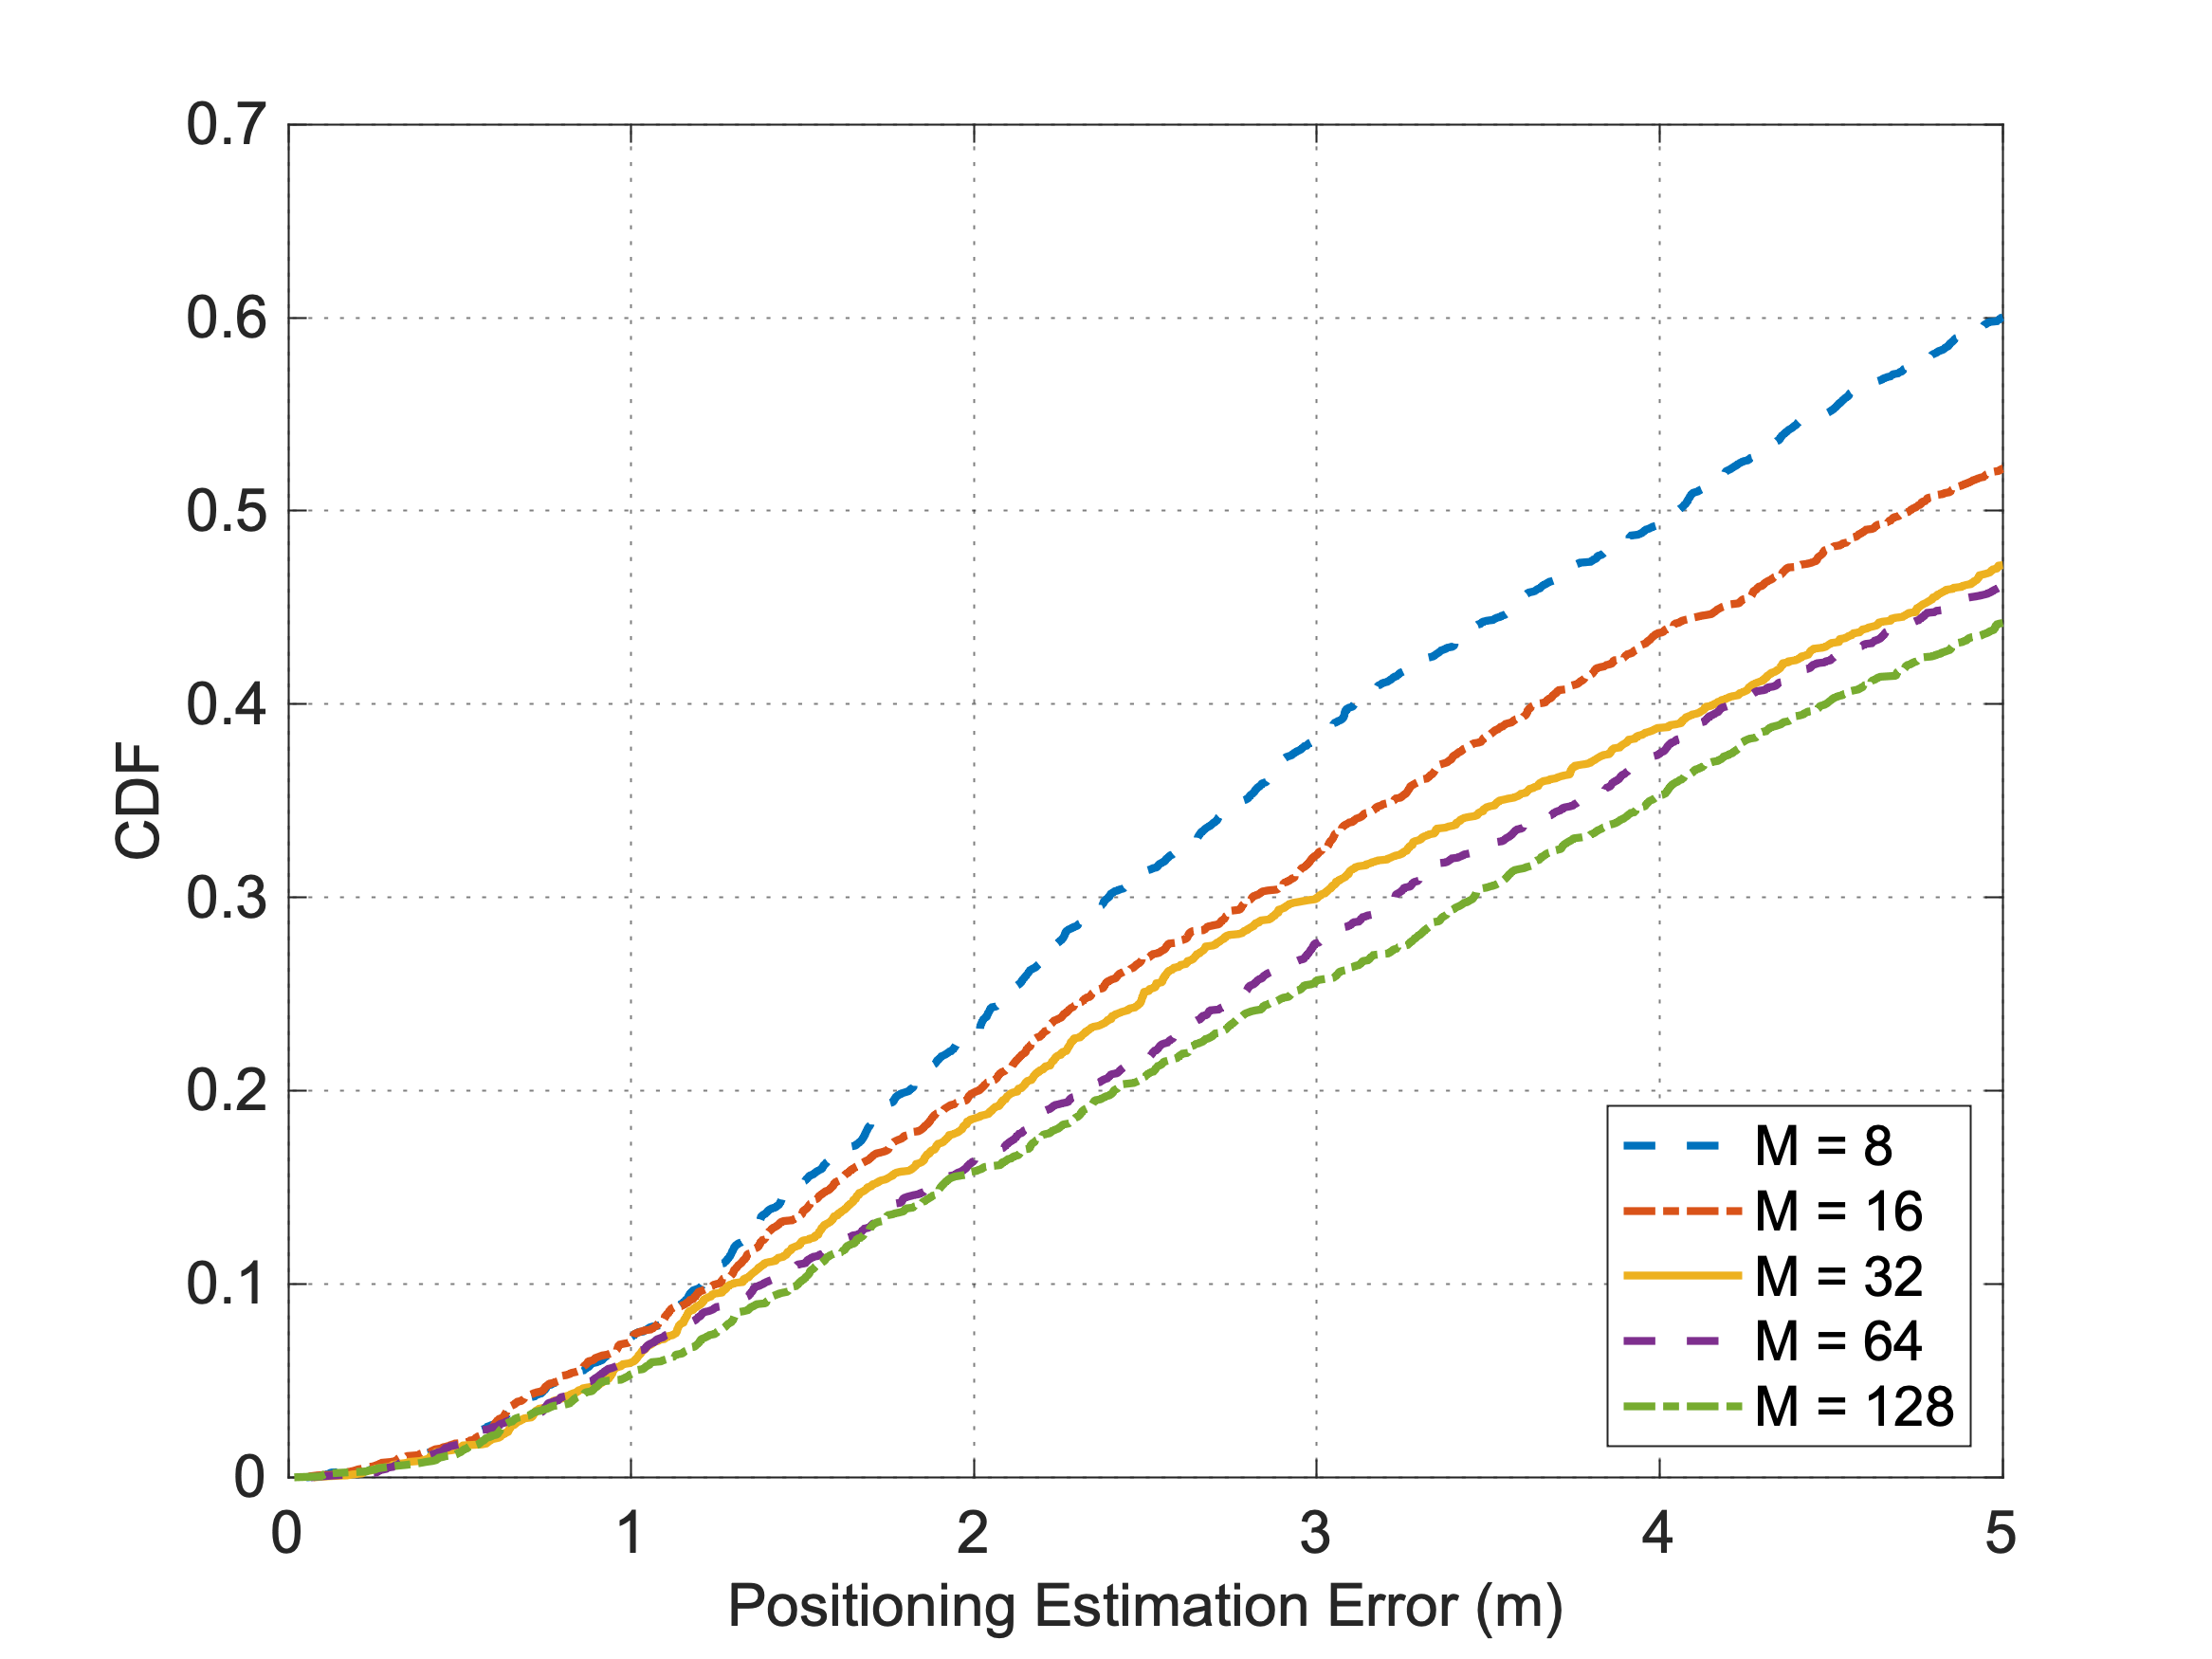 0.7
0.6
0.5
0.4
0.3
0.2
0.1
0
CDF
0 1 2 3 4 5
Positioning Estimation Error (m)
M = 8
M = 16
M = 32
M = 64
M = 128